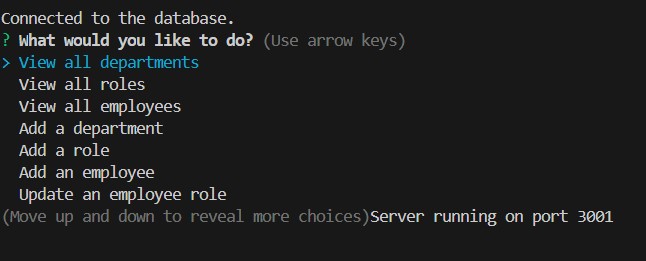 Connected to the database.
? What would you like to do? (Use arrow keys)
> View all departments
View all roles
View all employees
Add a department
Add a role
Add an employee
Update an employee role
(Move up and down to reveal more choices)Server running on port 3001